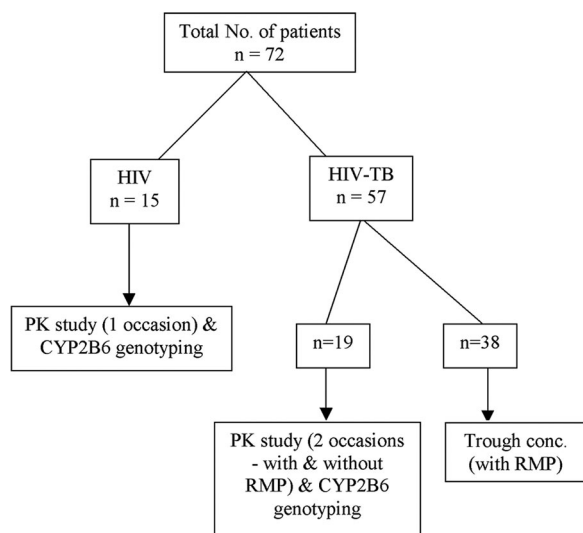 Total No. of patients
n = 72
HIV
n = 15
HIV-TB
n = 57
PK study (1 occasion) &
CYP2B6 genotyping
n=19
n=38
PK study (2 occasions
- with & without
RMP) & CYP2B6
genotyping
Trough conc.
(with RMP)